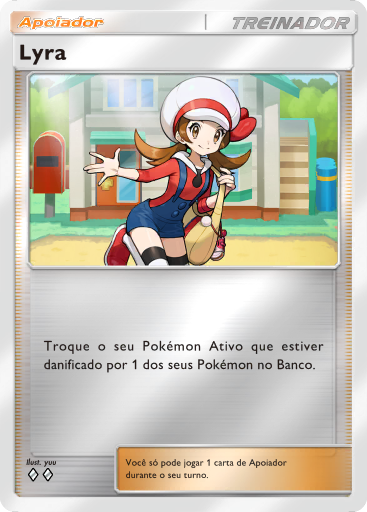 Apoiador
TREINADOR
Lyra
Troque o seu Pokémon Ativo que estiver
danificado por 1 dos seus Pokémon no Banco.
Ilust. yuu
Você só pode jogar 1 carta de Apoiador
durante o seu turno.